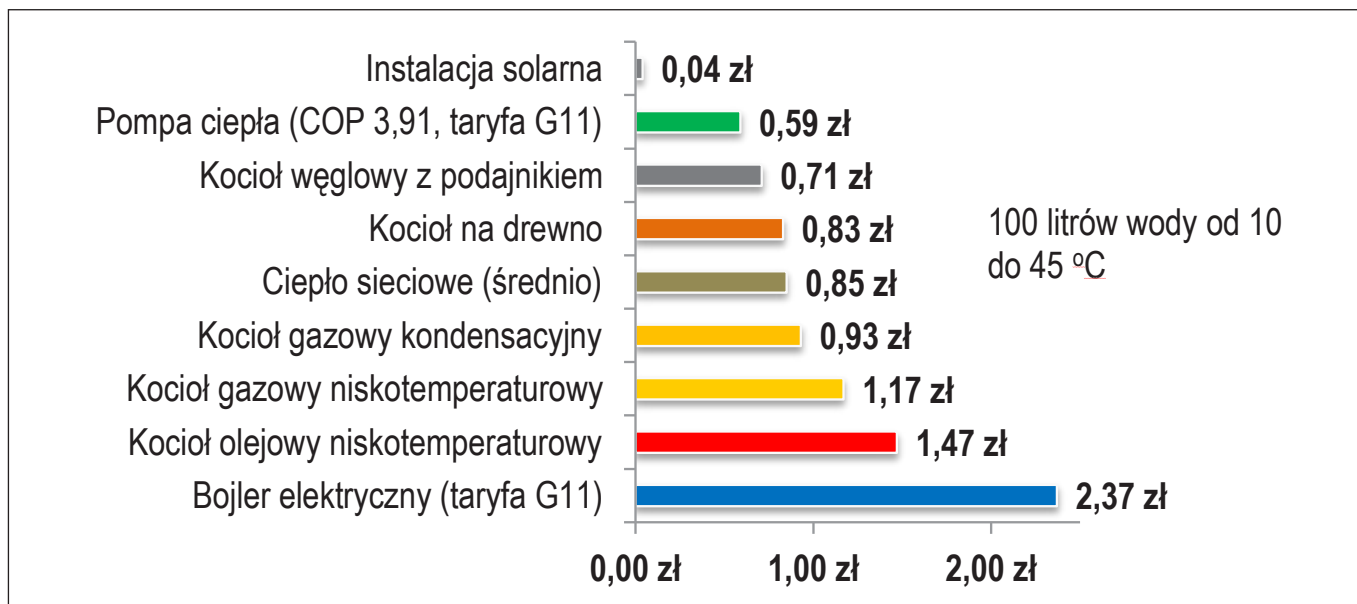 Instalacja solarna 0,04 zł
Pompa ciepła (COP 3,91, taryfa G11) 0,59 zł
Kocioł węglowy z podajnikiem 0,71 zł
Kocioł na drewno 0,83 zł
Ciepło sieciowe (średnio) 0,85 zł
Kocioł gazowy kondensacyjny 0,93 zł
Kocioł gazowy niskotemperaturowy 1,17 zł
Kocioł olejowy niskotemperaturowy 1,47 zł
Bojler elektryczny (taryfa G11) 2,37 zł
0,00 zł 1,00 zł 2,00 zł
100 litrów wody od 10
do 45 ºC